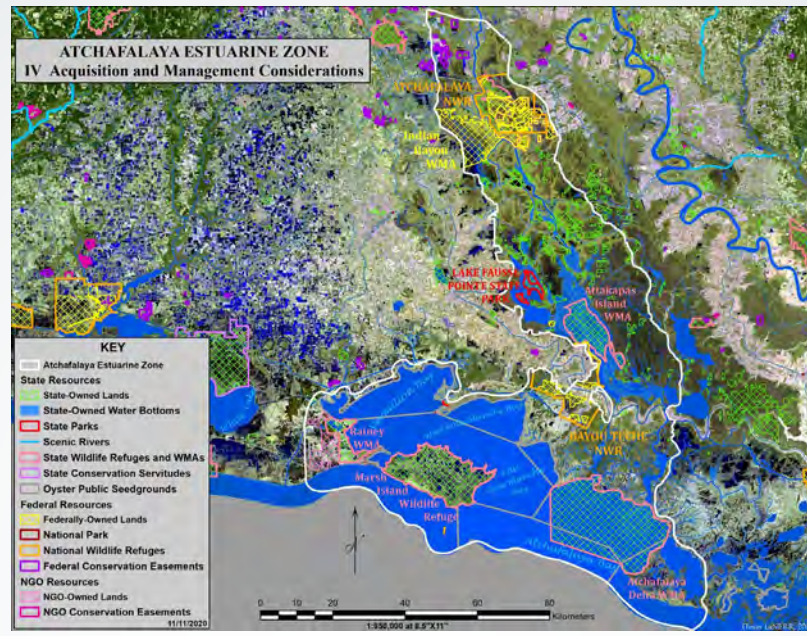 ATCHAFALAYA ESTUARINE ZONE
IV Acquisition and Management Considerations
ATCHAFALAYA
NWR
Indian
Bayou
WMA
LAKE FAUSSE
POINTE STATE
PARK
Attakapas
Island
WMA
BAYOU TECHE
NWR
Rainey
WMA
Marsh
Island
Wildlife
Refuge
Atchafalaya Bay
Atchafalaya
Delta WMA
KEY
Atchafalaya Estuarine Zone
State Resources
State-Owned Lands
State-Owned Water Bottoms
State Parks
Scenic Rivers
State Wildlife Refuges and WMAs
State Conservation Servitudes
Oyster Public Seedgrounds
Federal Resources
Federally-Owned Lands
National Park
National Wildlife Refuges
Federal Conservation Easements
NGO Resources
NGO-Owned Lands
NGO Conservation Easements
11/11/2020
0 10 20 40 60 80
Kilometers
1:950,000 at 8.5"X11"